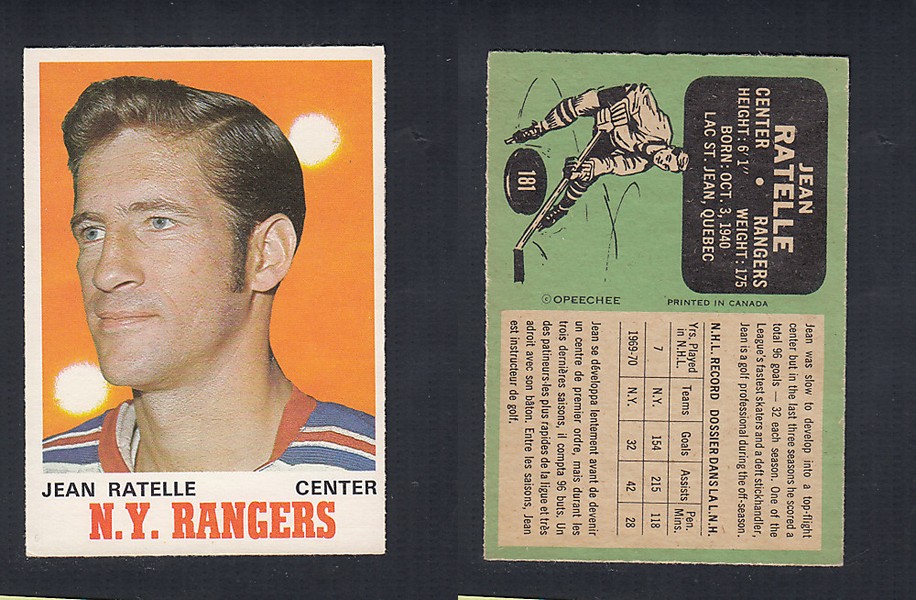 JEAN RATELLE CENTER
N.Y. RANGERS
JEAN
RATELLE
CENTER • RANGERS
HEIGHT: 6'1" WEIGHT: 175
BORN: OCT. 3, 1940
LAC ST. JEAN, QUEBEC
181
© OPEECHEE PRINTED IN CANADA
Jean was slow to develop into a top-flight
center but in the last three seasons he scored a
total 96 goals — 32 each season. One of the
League's fastest skaters and a deft stickhandler,
Jean is a golf professional during the off-season.
N.H.L. RECORD DOSSIER DANS LA L.N.H.
Yrs. Played in N.H.L. Teams Goals Assists Pen. Mins.
7 N.Y. 154 215 118
1969-70 N.Y. 32 42 28
Jean se développa lentement avant de devenir
un centre de premier ordre, mais durant les
trois dernières saisons, il compta 96 buts. Un
des patineurs les plus rapides de la ligue et très
adroit avec son bâton. Entre les saisons, Jean
est instructeur de golf.